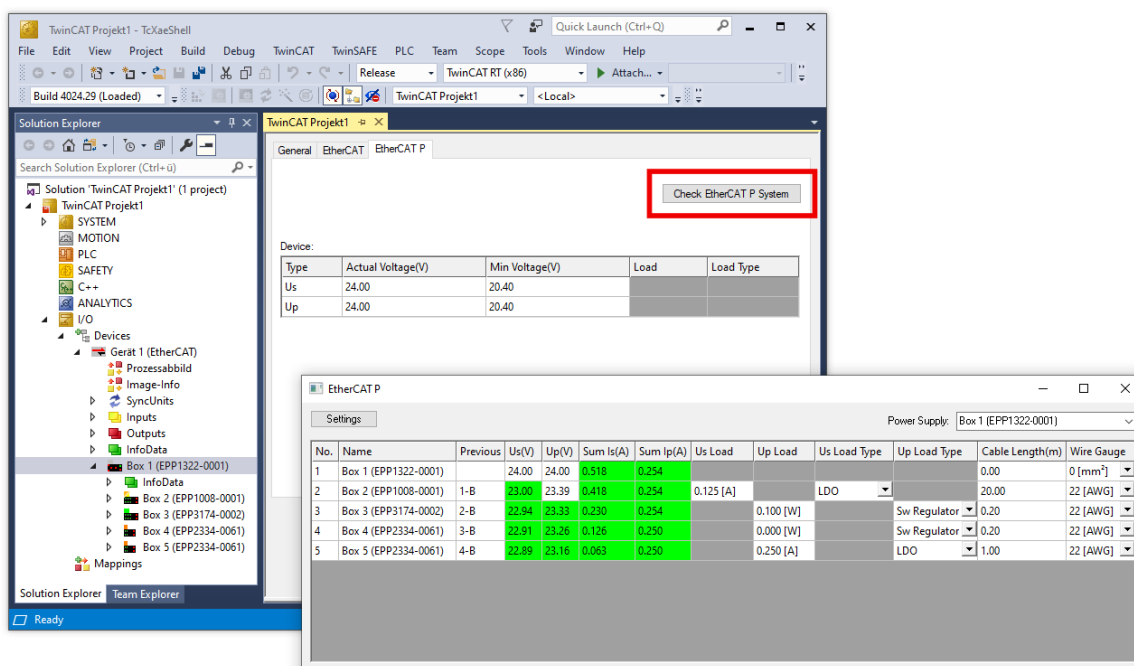 TwinCAT Projekt1 - TcXaeShell
Quick Launch (Ctrl+Q)
File Edit View Project Build Debug TwinCAT TwinSAFE PLC Team Scope Tools Window Help
Release TwinCAT RT (x86) Attach...
Build 4024.29 (Loaded) TwinCAT Projekt1 <Local>
Solution Explorer
Search Solution Explorer (Ctrl+ü)
Solution 'TwinCAT Projekt1' (1 project)
TwinCAT Projekt1
SYSTEM
MOTION
PLC
SAFETY
C++
ANALYTICS
I/O
Devices
Gerät 1 (EtherCAT)
Prozessabbild
Image-Info
SyncUnits
Inputs
Outputs
InfoData
Box 1 (EPP1322-0001)
InfoData
Box 2 (EPP1008-0001)
Box 3 (EPP3174-0002)
Box 4 (EPP2334-0061)
Box 5 (EPP2334-0061)
Mappings
Solution Explorer Team Explorer
Ready
TwinCAT Projekt1
General EtherCAT EtherCAT P
Check EtherCAT P System
Device:
Type Actual Voltage(V) Min Voltage(V) Load Load Type
Us 24.00 20.40
Up 24.00 20.40
EtherCAT P
Settings Power Supply: Box 1 (EPP1322-0001)
No. Name Previous Us(V) Up(V) Sum Is(A) Sum Ip(A) Us Load Up Load Us Load Type Up Load Type Cable Length(m) Wire Gauge
1 Box 1 (EPP1322-0001) 24.00 24.00 0.518 0.254 0.00 0 [mm²]
2 Box 2 (EPP1008-0001) 1-B 23.00 23.39 0.418 0.254 0.125 [A] LDO 20.00 22 [AWG]
3 Box 3 (EPP3174-0002) 2-B 22.94 23.33 0.230 0.254 0.100 [W] Sw Regulator 0.20 22 [AWG]
4 Box 4 (EPP2334-0061) 3-B 22.91 23.26 0.126 0.250 0.000 [W] Sw Regulator 0.20 22 [AWG]
5 Box 5 (EPP2334-0061) 4-B 22.89 23.16 0.063 0.250 0.250 [A] LDO 1.00 22 [AWG]